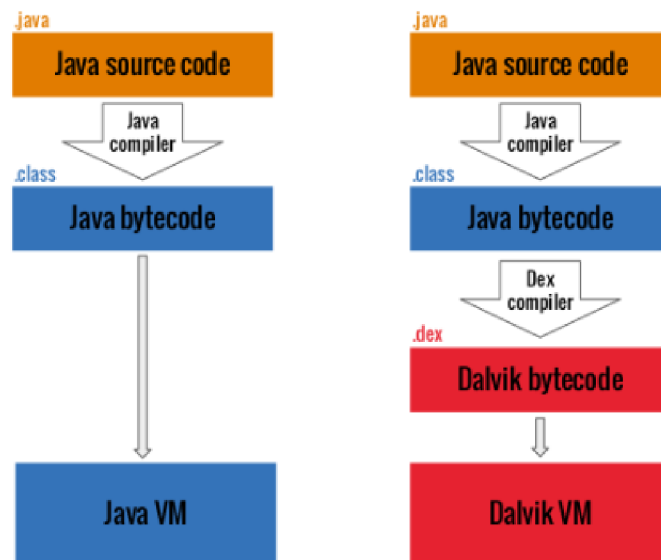 .java
Java source code
Java
compiler
.class
Java bytecode
Java VM
.java
Java source code
Java
compiler
.class
Java bytecode
Dex
compiler
.dex
Dalvik bytecode
Dalvik VM